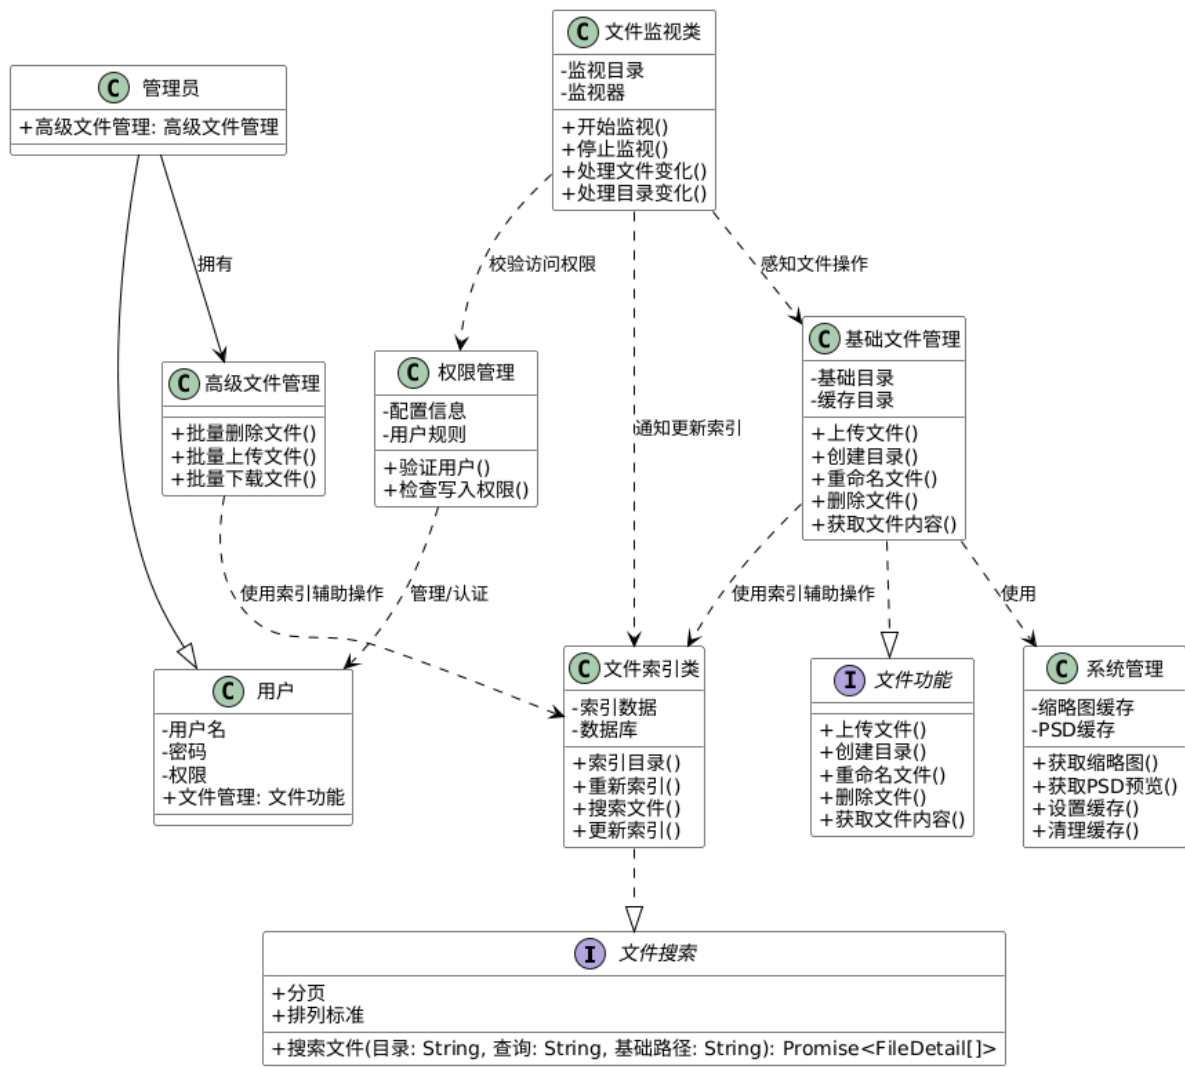 C 文件监视类
-监视目录
-监视器
+开始监视()
+停止监视()
+处理文件变化()
+处理目录变化()
C 管理员
+高级文件管理: 高级文件管理
拥有
校验访问权限
感知文件操作
通知更新索引
C 高级文件管理
+批量删除文件()
+批量上传文件()
+批量下载文件()
C 权限管理
-配置信息
-用户规则
+验证用户()
+检查写入权限()
C 基础文件管理
-基础目录
-缓存目录
+上传文件()
+创建目录()
+重命名文件()
+删除文件()
+获取文件内容()
使用索引辅助操作
管理/认证
使用索引辅助操作
使用
C 用户
-用户名
-密码
-权限
+文件管理: 文件功能
C 文件索引类
-索引数据
-数据库
+索引目录()
+重新索引()
+搜索文件()
+更新索引()
I 文件功能
+上传文件()
+创建目录()
+重命名文件()
+删除文件()
+获取文件内容()
C 系统管理
-缩略图缓存
-PSD缓存
+获取缩略图()
+获取PSD预览()
+设置缓存()
+清理缓存()
I 文件搜索
+分页
+排列标准
+搜索文件(目录: String, 查询: String, 基础路径: String): Promise<FileDetail[]>